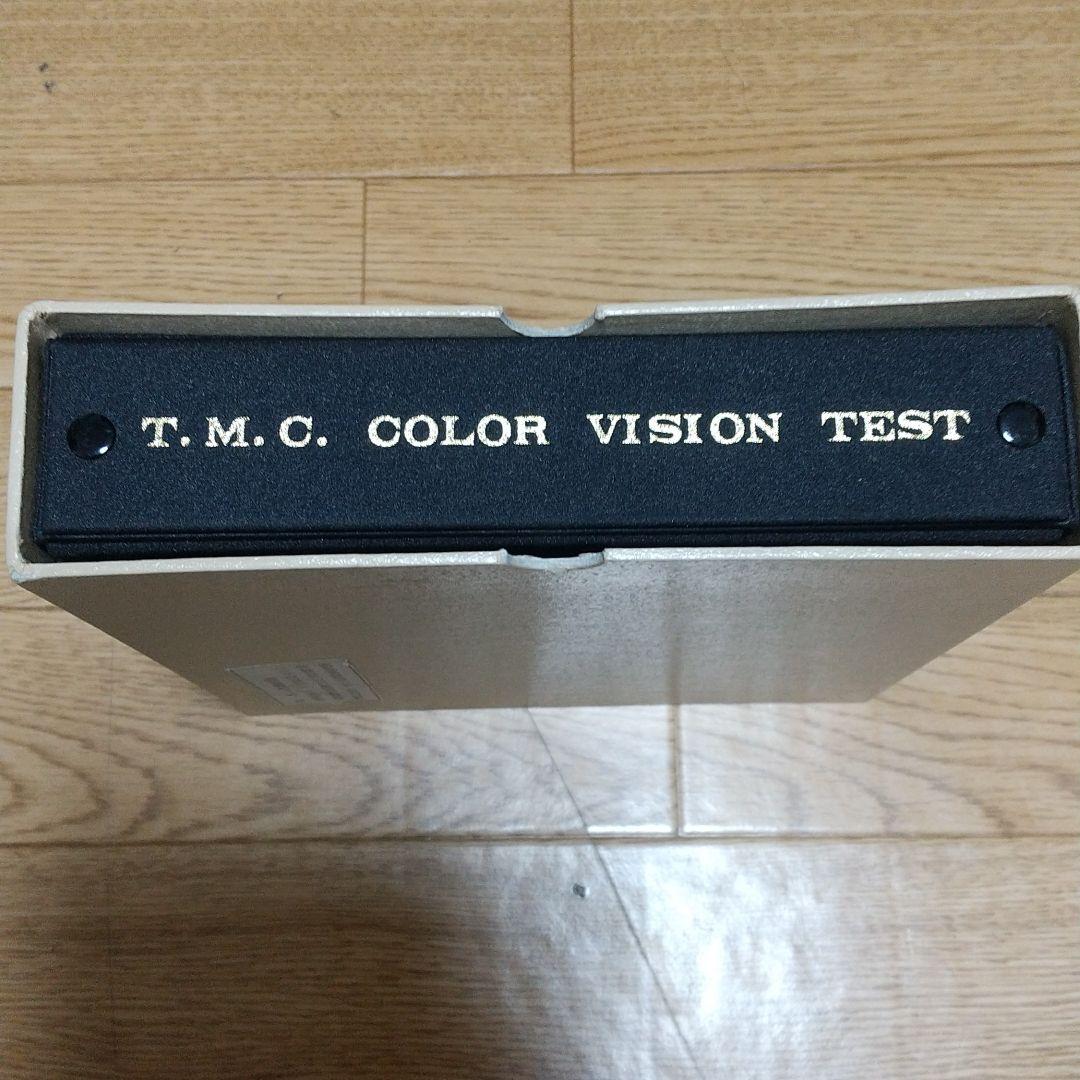 T. M. C. COLOR VISION TEST